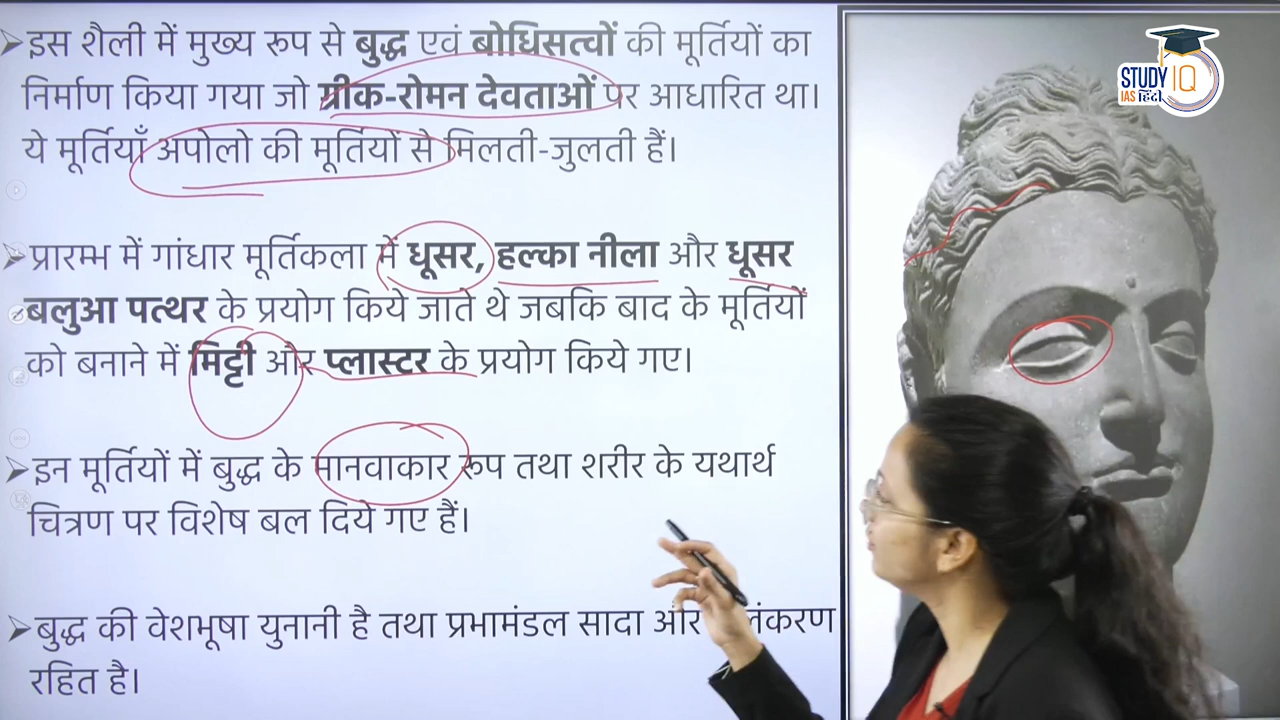 इस शैली में मुख्य रूप से बुद्ध एवं बोधिसत्वों की मूर्तियों का
निर्माण किया गया जो ग्रीक-रोमन देवताओं पर आधारित था।
ये मूर्तियाँ अपोलो की मूर्तियों से मिलती-जुलती हैं।
प्रारम्भ में गांधार मूर्तिकला में धूसर, हल्का नीला और धूसर
बलुआ पत्थर के प्रयोग किये जाते थे जबकि बाद के मूर्तियों
को बनाने में मिट्टी और प्लास्टर के प्रयोग किये गए।
इन मूर्तियों में बुद्ध के मानवाकार रूप तथा शरीर के यथार्थ
चित्रण पर विशेष बल दिये गए हैं।
बुद्ध की वेशभूषा युनानी है तथा प्रभामंडल सादा और
रहित है।
STUDY IQ
IAS हिंदी